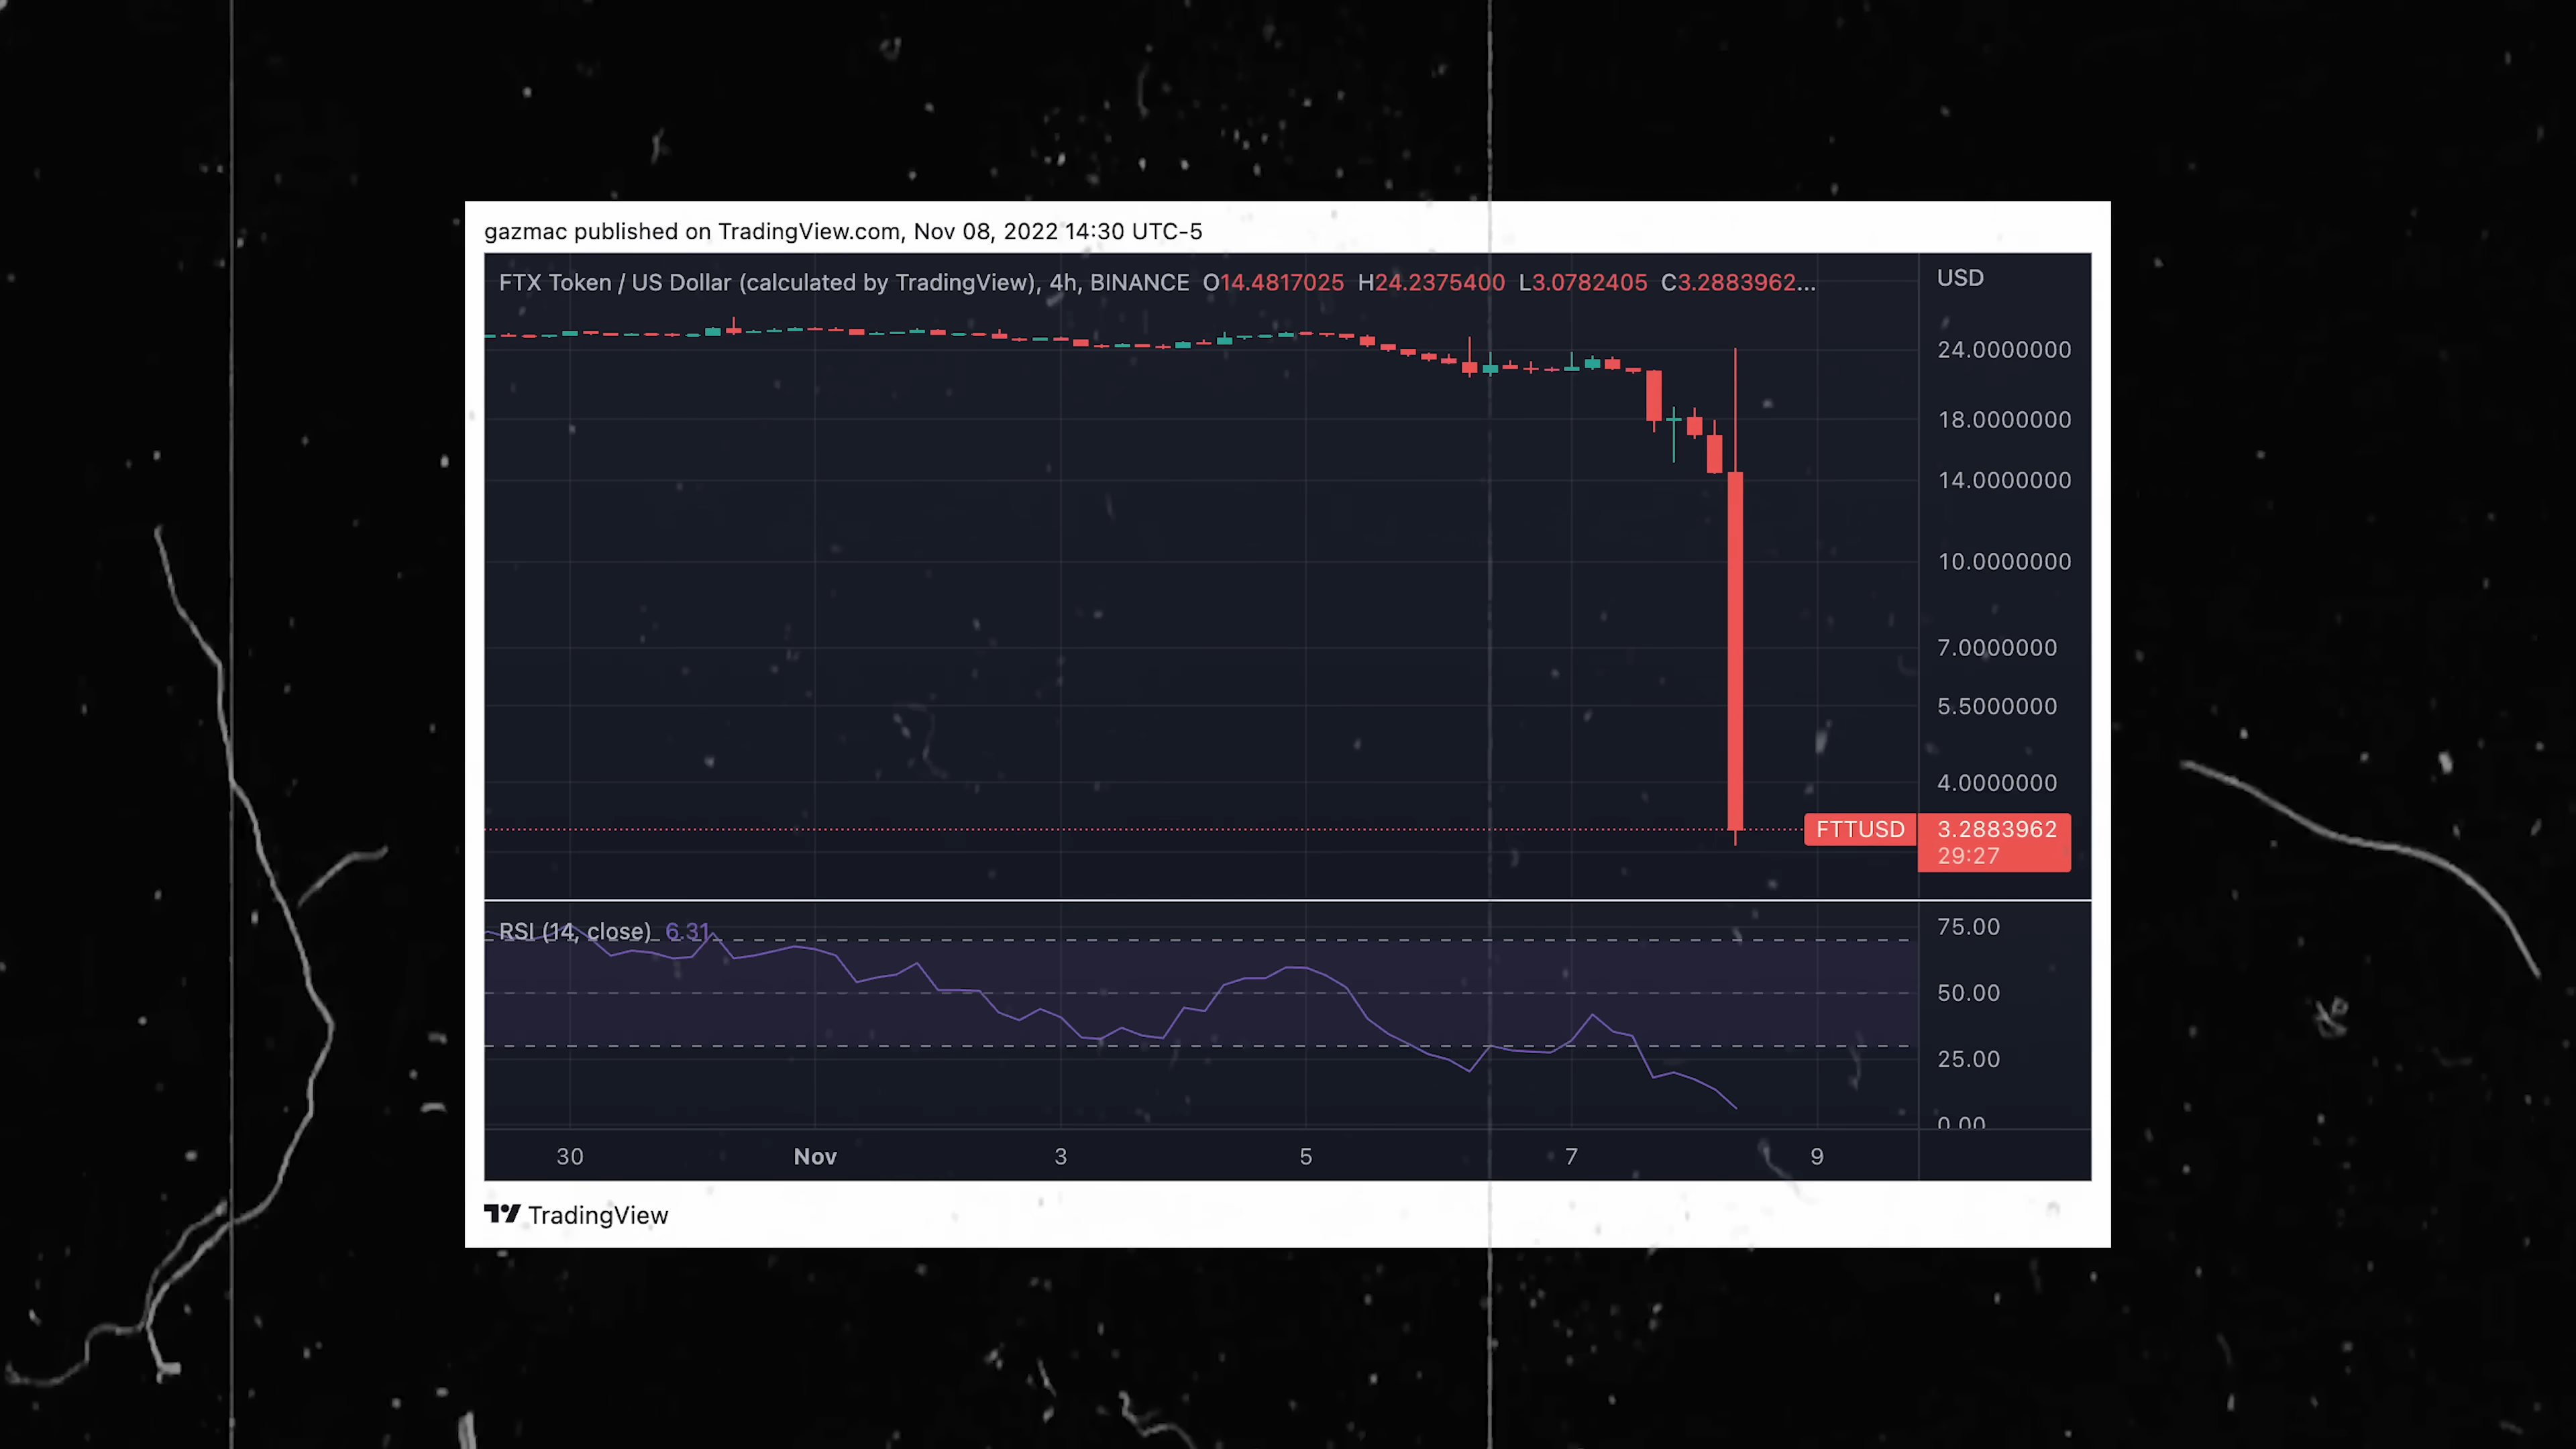 gazmac published on TradingView.com, Nov 08, 2022 14:30 UTC-5
FTX Token / US Dollar (calculated by TradingView), 4h, BINANCE O14.4817025 H24.2375400 L3.0782405 C3.2883962...
USD
24.0000000
18.0000000
14.0000000
10.0000000
7.0000000
5.5000000
4.0000000
FTTUSD 3.2883962
29:27
RSI (14, close) 6.31
75.00
50.00
25.00
0.00
30 Nov 3 5 7 9
TradingView